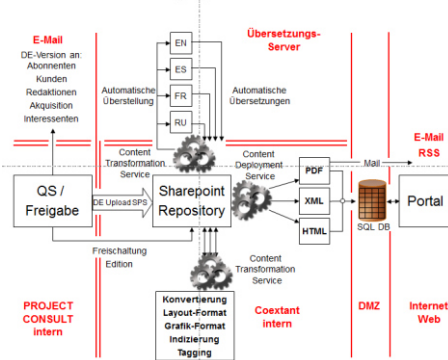 E-Mail
DE-Version an:
Abonnenten
Kunden
Redaktionen
Akquisition
Interessenten
EN
ES
FR
RU
Automatische
Überstellung
Automatische
Übersetzungen
Übersetzungs-
Server
Content
Transformation
Service
Content
Deployment
Service
E-Mail
RSS
Mail
QS /
Freigabe
DE Upload SPS
Sharepoint
Repository
PDF
XML
HTML
SQL DB
Portal
Freischaltung
Edition
Content
Transformation
Service
Konvertierung
Layout-Format
Grafik-Format
Indizierung
Tagging
PROJECT
CONSULT
intern
Coextant
intern
DMZ
Internet
Web